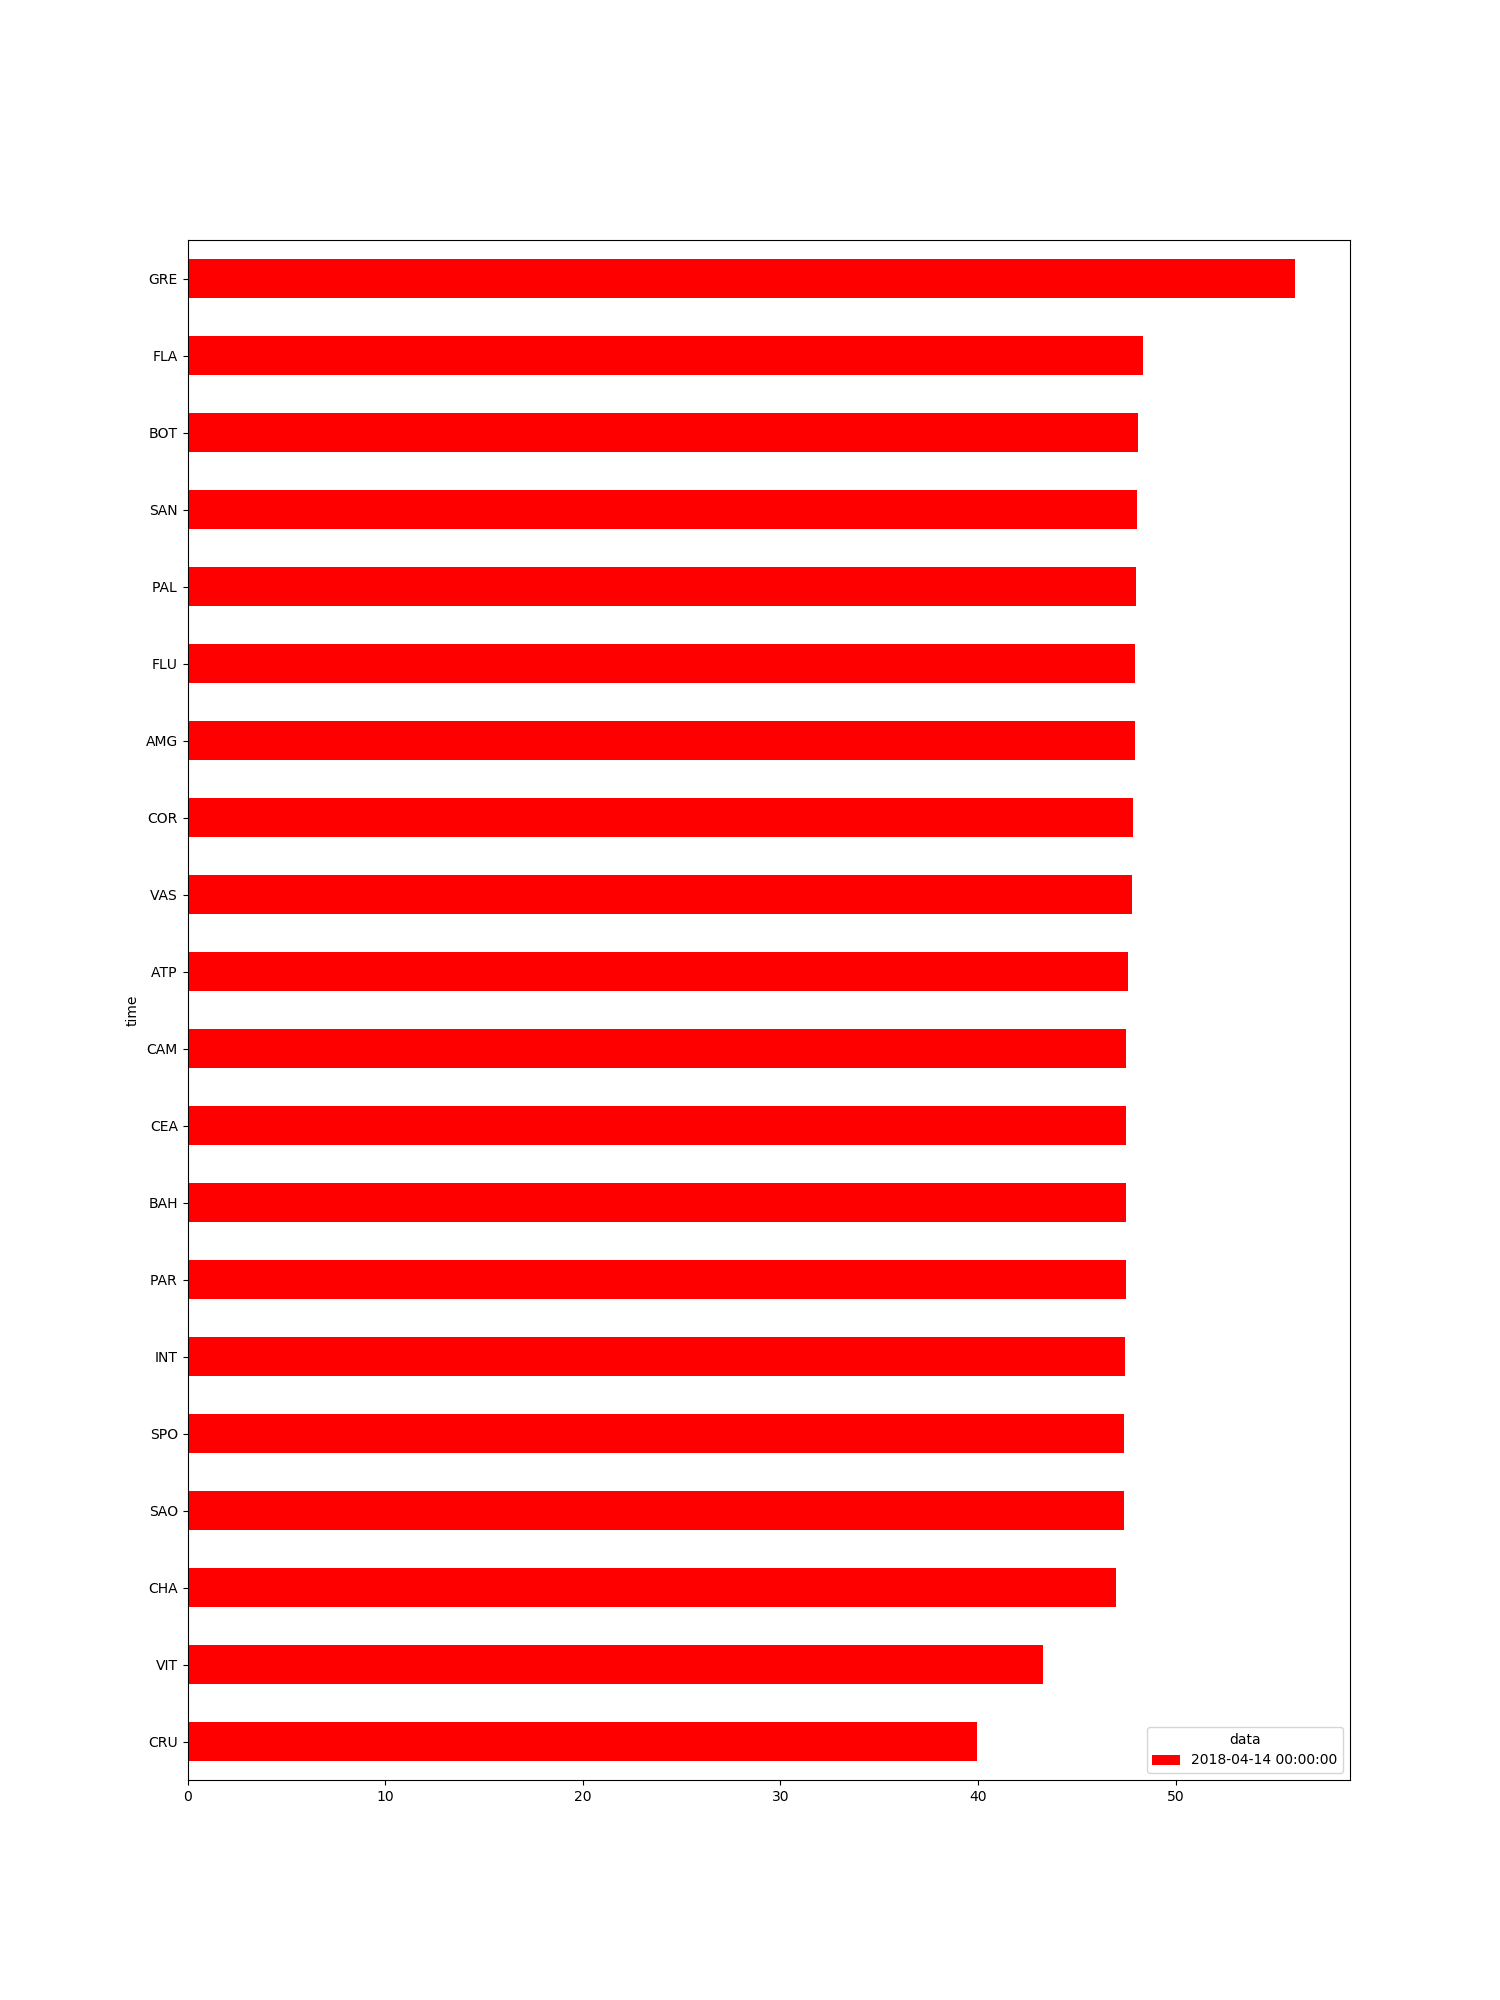 GRE
FLA
BOT
SAN
PAL
FLU
AMG
COR
VAS
ATP
time
CAM
CEA
BAH
PAR
INT
SPO
SAO
CHA
VIT
CRU
data
2018-04-14 00:00:00
0 10 20 30 40 50